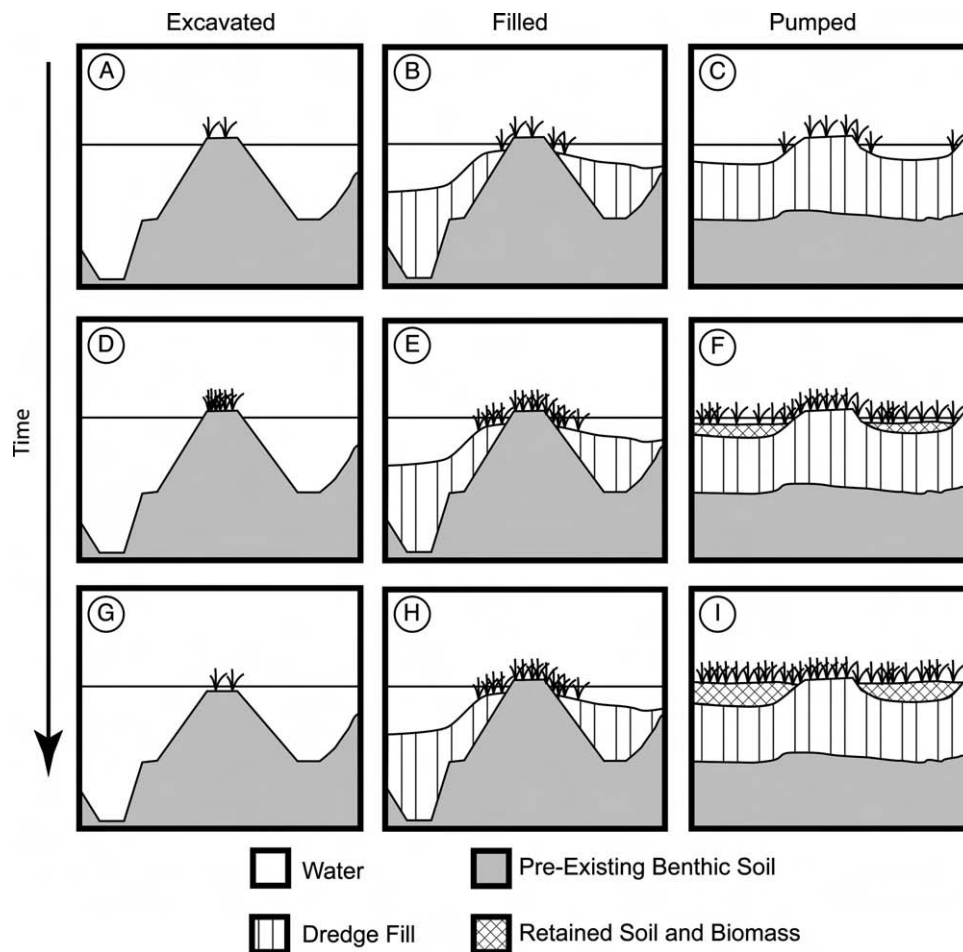 Excavated Filled Pumped
A B C
D E F
Time
G H I
Water Pre-Existing Benthic Soil
Dredge Fill Retained Soil and Biomass